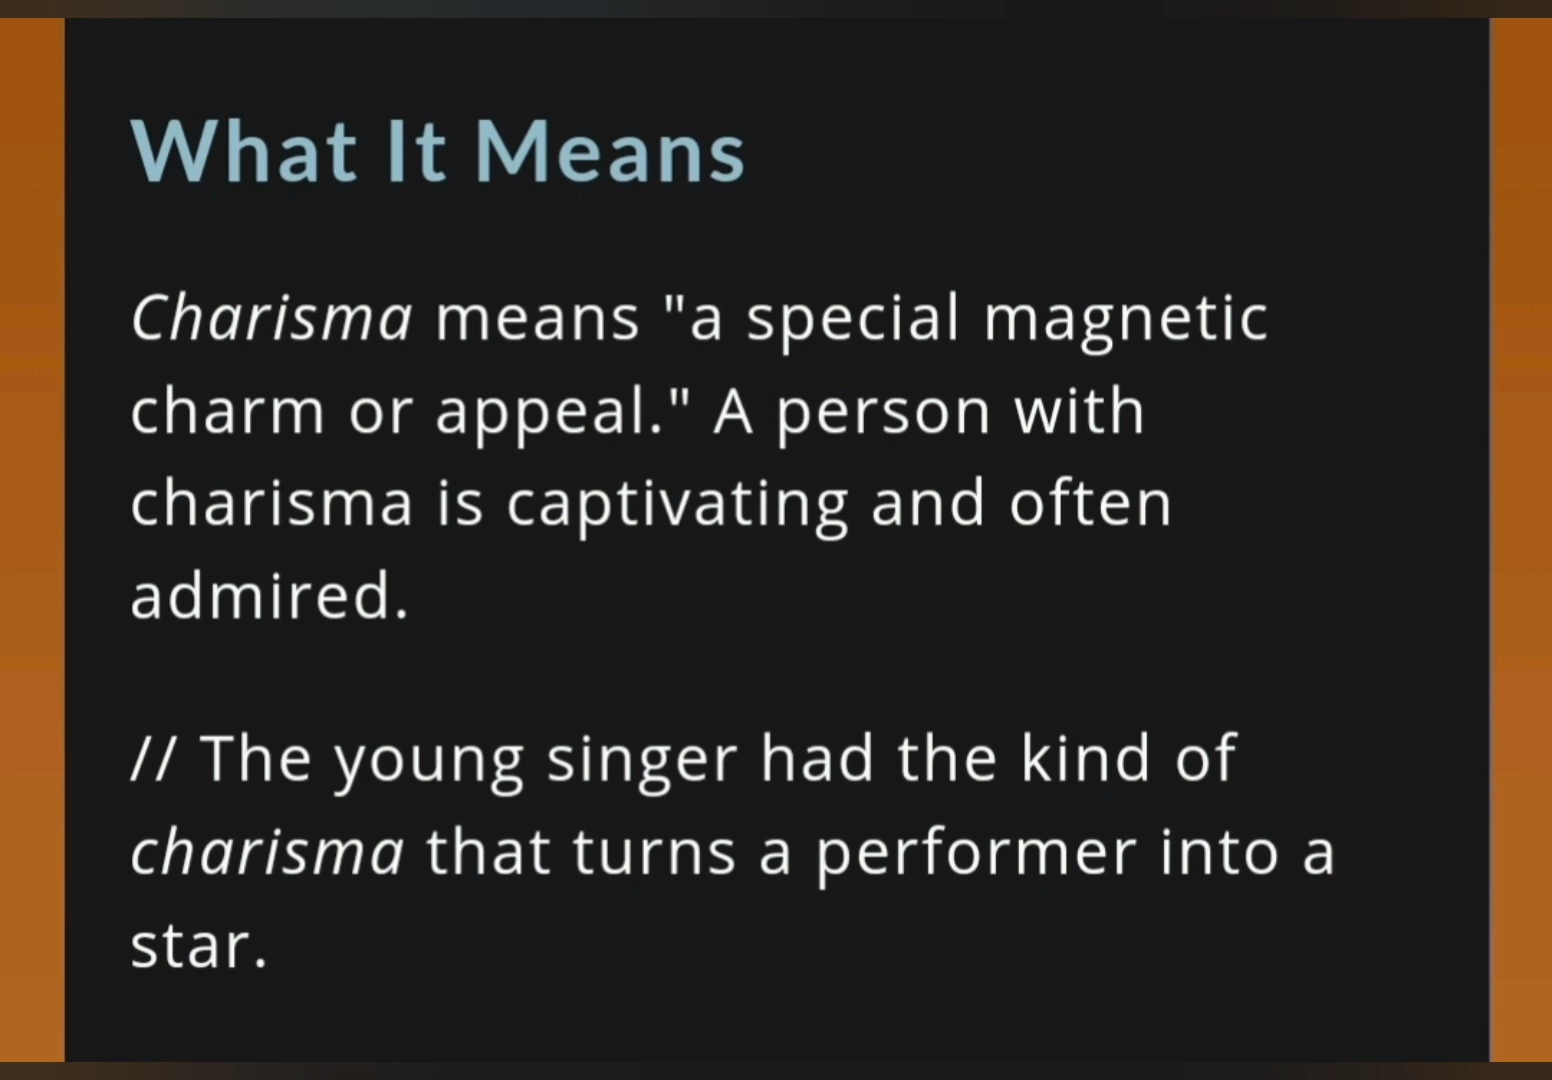 What It Means
Charisma means "a special magnetic
charm or appeal." A person with
charisma is captivating and often
admired.
// The young singer had the kind of
charisma that turns a performer into a
star.